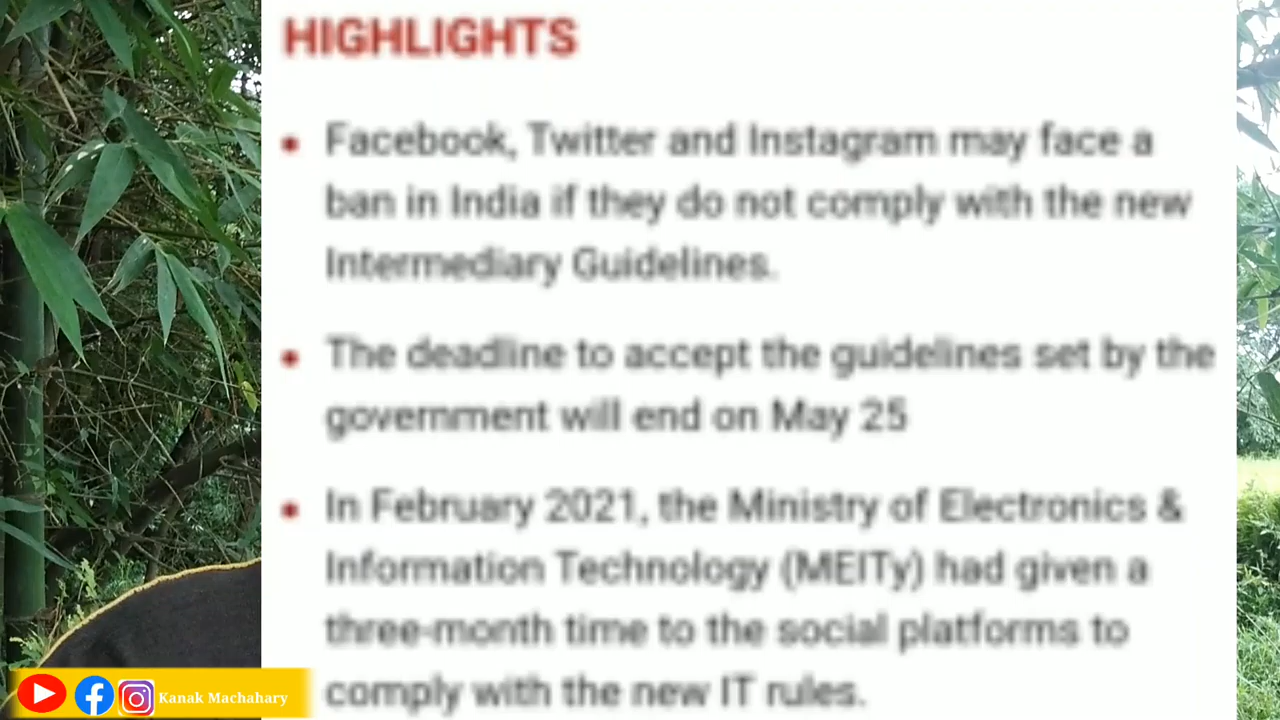 HIGHLIGHTS
Facebook, Twitter and Instagram may face a
ban in India if they do not comply with the new
Intermediary Guidelines.
The deadline to accept the guidelines set by the
government will end on May 25
In February 2021, the Ministry of Electronics &
Information Technology (MEITy) had given a
three-month time to the social platforms to
comply with the new IT rules.
Kanak Machahary